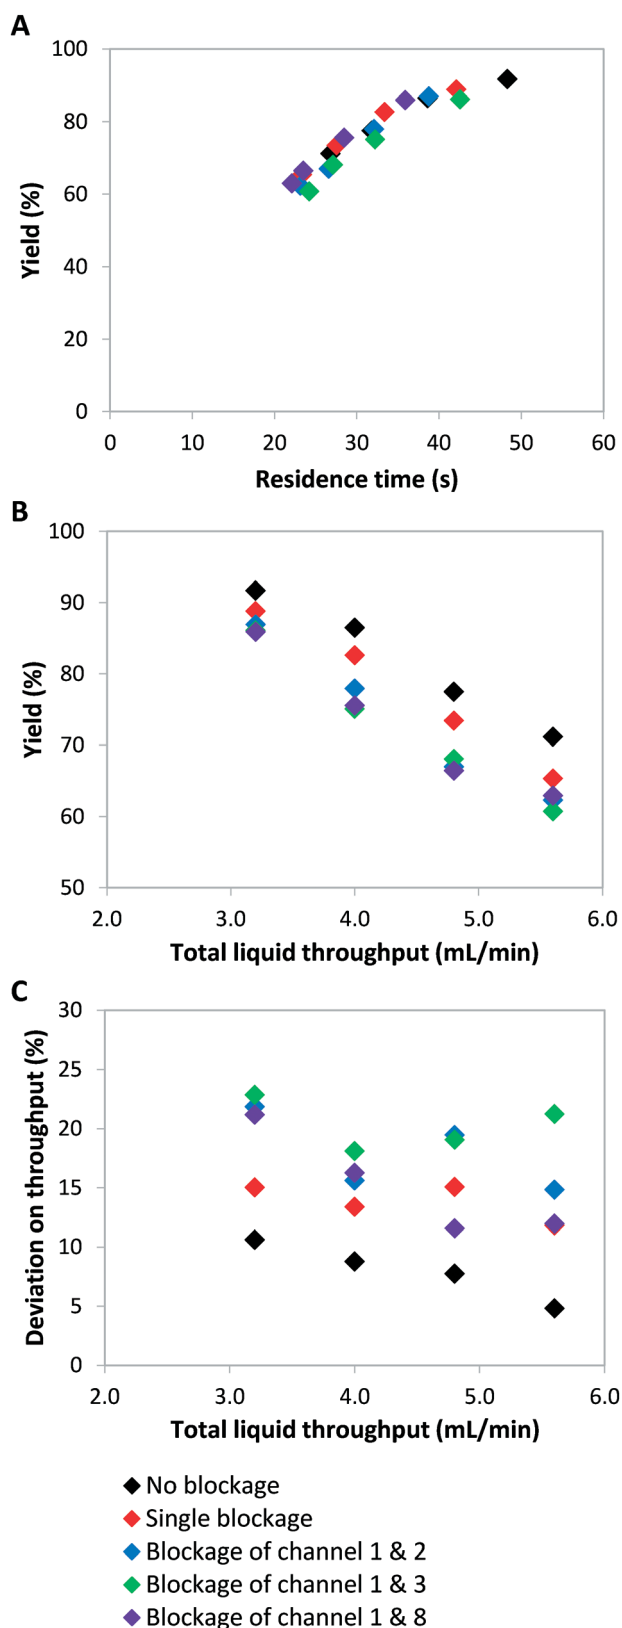 A
100
80
60
40
20
0
Yield (%)
0 10 20 30 40 50 60
Residence time (s)
B
100
90
80
70
60
50
Yield (%)
2.0 3.0 4.0 5.0 6.0
Total liquid throughput (mL/min)
C
30
25
20
15
10
5
0
Deviation on throughput (%)
2.0 3.0 4.0 5.0 6.0
Total liquid throughput (mL/min)
No blockage
Single blockage
Blockage of channel 1 & 2
Blockage of channel 1 & 3
Blockage of channel 1 & 8